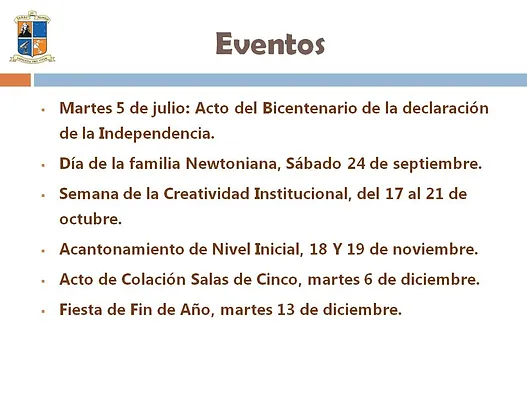 Eventos
Martes 5 de julio: Acto del Bicentenario de la declaración
de la Independencia.
Día de la familia Newtoniana, Sábado 24 de septiembre.
Semana de la Creatividad Institucional, del 17 al 21 de
octubre.
Acantonamiento de Nivel Inicial, 18 Y 19 de noviembre.
Acto de Colación Salas de Cinco, martes 6 de diciembre.
Fiesta de Fin de Año, martes 13 de diciembre.